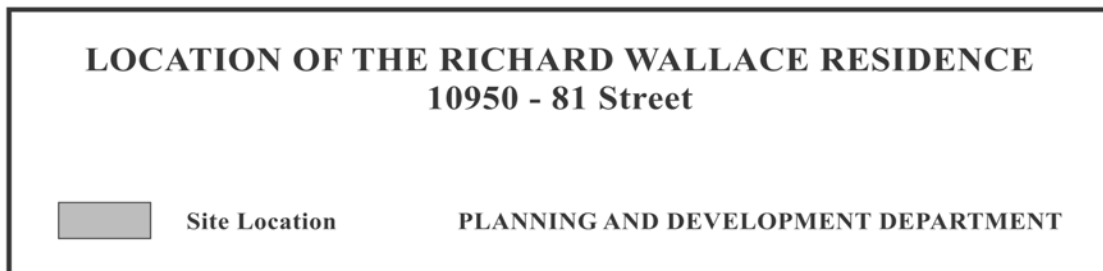 LOCATION OF THE RICHARD WALLACE RESIDENCE
10950 - 81 Street
Site Location PLANNING AND DEVELOPMENT DEPARTMENT